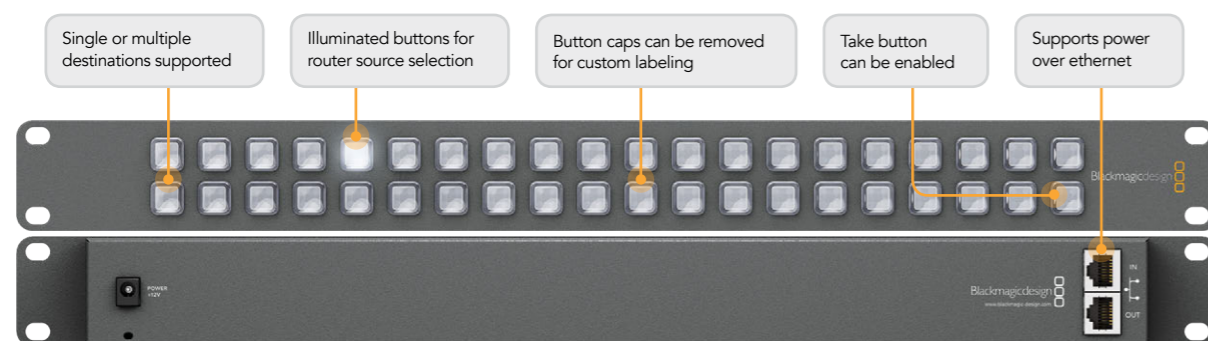 Single or multiple
destinations supported
Illuminated buttons for
router source selection
Button caps can be removed
for custom labeling
Take button
can be enabled
Supports power
over ethernet
Blackmagicdesign
POWER
+12V
Blackmagicdesign
www.blackmagic-design.com
IN
OUT